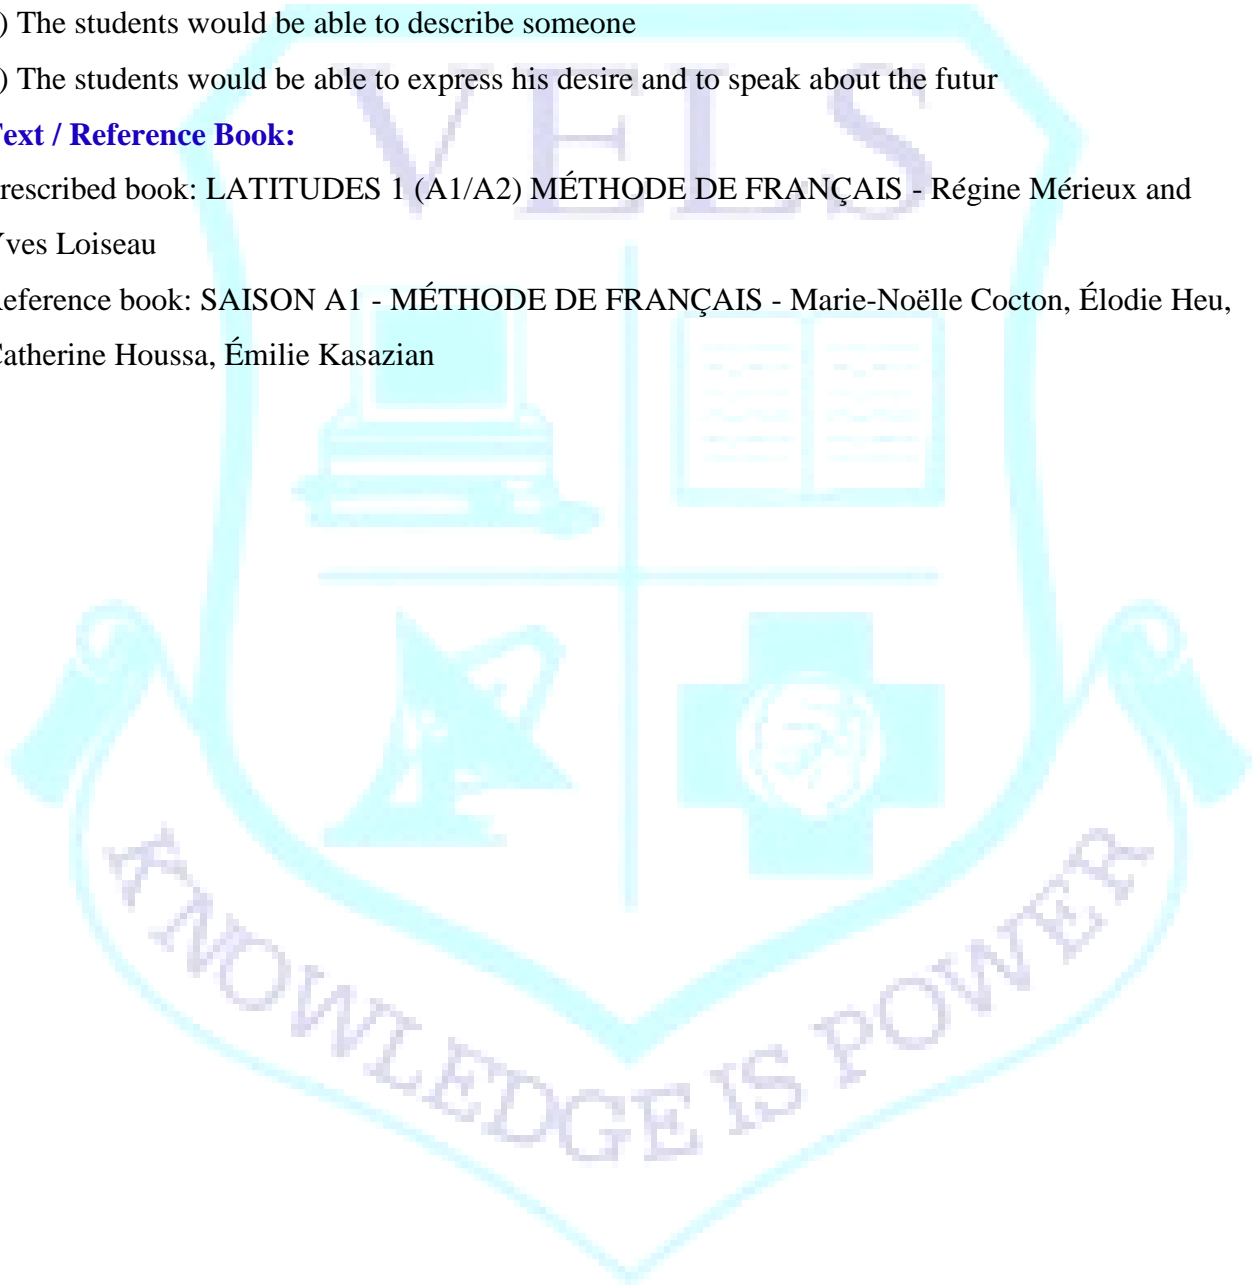 ) The students would be able to describe someone
) The students would be able to express his desire and to speak about the futur
Text / Reference Book:
rescribed book: LATITUDES 1 (A1/A2) MÉTHODE DE FRANÇAIS - Régine Mérieux and
Yves Loiseau
Reference book: SAISON A1 - MÉTHODE DE FRANÇAIS - Marie-Noëlle Cocton, Élodie Heu,
Catherine Houssa, Émilie Kasazian
VELS
KNOWLEDGE IS POWER